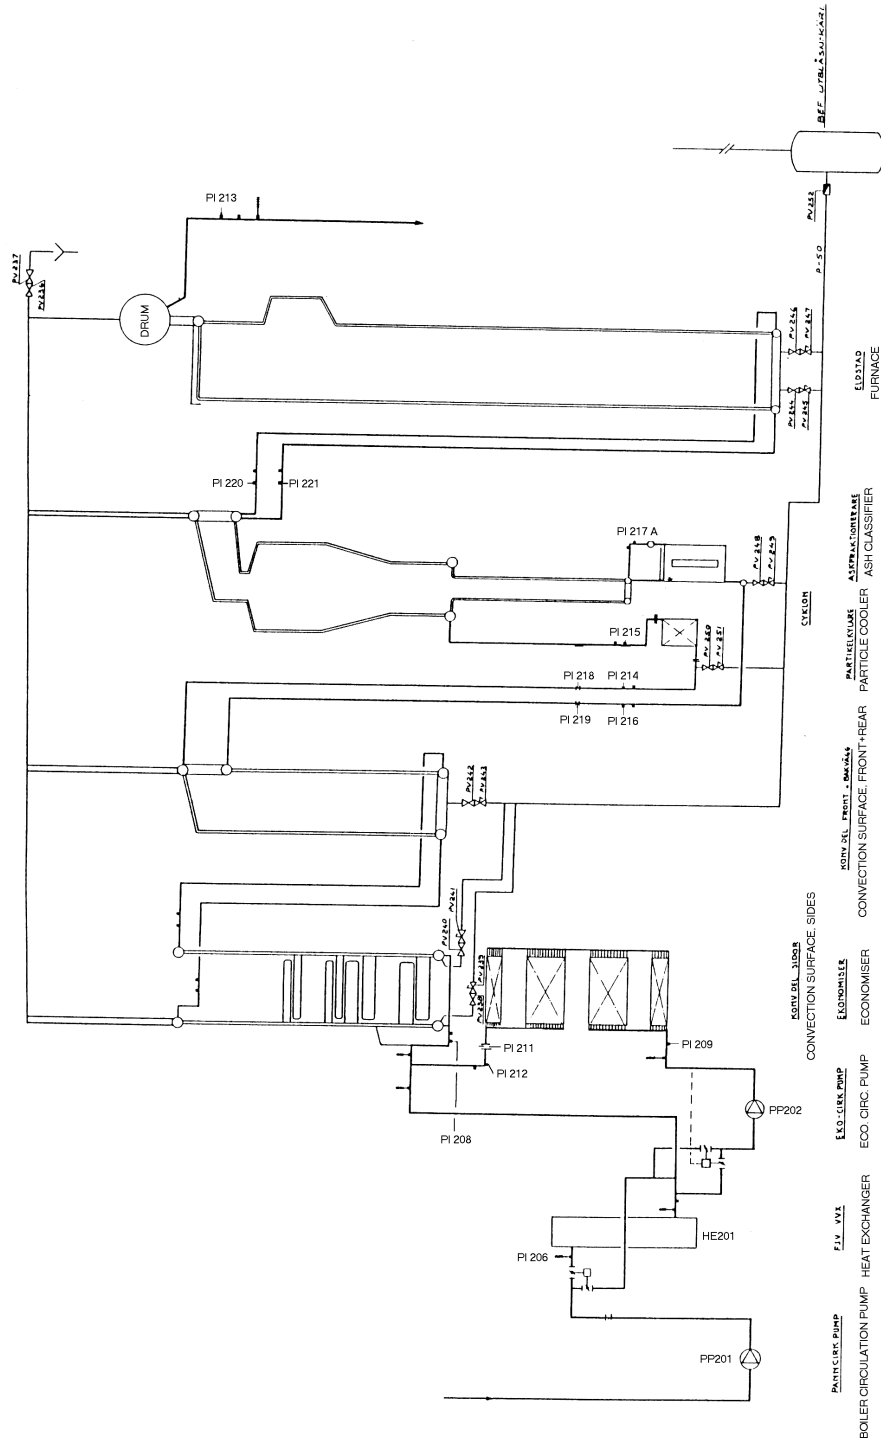 BEF UTBLÅSN-KÄRL
PI 213
PV 252
PV 237
PV 236
P-50
DRUM
PV 246
PV 247
PV 244
PV 245
ELDSTAD
FURNACE
PI 220
PI 221
PI 217 A
PV 248
PV 249
ASKFRAKTIONERARE
ASH CLASSIFIER
CYKLON
PI 215
PV 250
PV 251
PARTIKELKYLARE
PARTICLE COOLER
PI 218
PI 214
PI 219
PI 216
PV 242
PV 243
KONV DEL FRONT + BAKVÄGG
CONVECTION SURFACE. FRONT+REAR
PV 240
PV 241
PV 238
PV 239
KONV DEL SIDOR
CONVECTION SURFACE. SIDES
EKONOMISER
ECONOMISER
PI 211
PI 209
PI 212
PI 208
PP202
EKO-CIRK PUMP
ECO. CIRC. PUMP
HE201
PI 206
FJV VVX
HEAT EXCHANGER
PP201
PANNCIRK PUMP
BOILER CIRCULATION PUMP